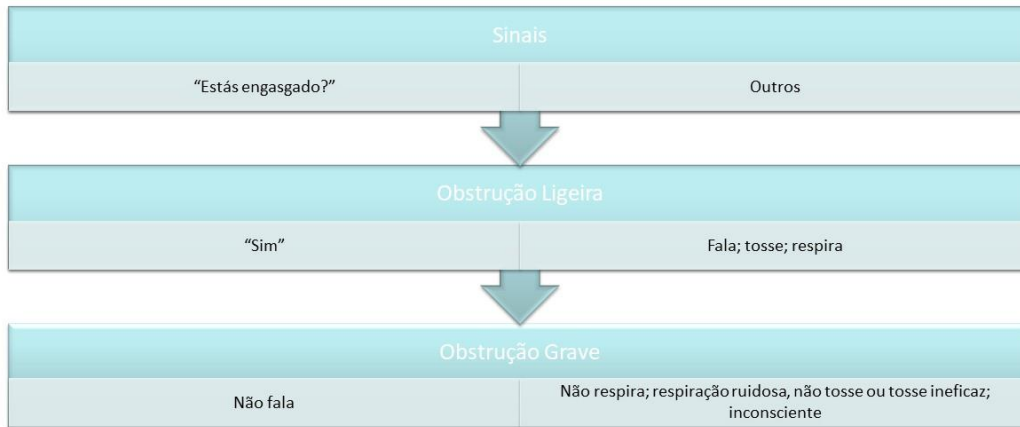 Sinais
“Estás engasgado?”
Outros
Obstrução Ligeira
“Sim”
Fala; tosse; respira
Obstrução Grave
Não fala
Não respira; respiração ruidosa, não tosse ou tosse ineficaz;
inconsciente